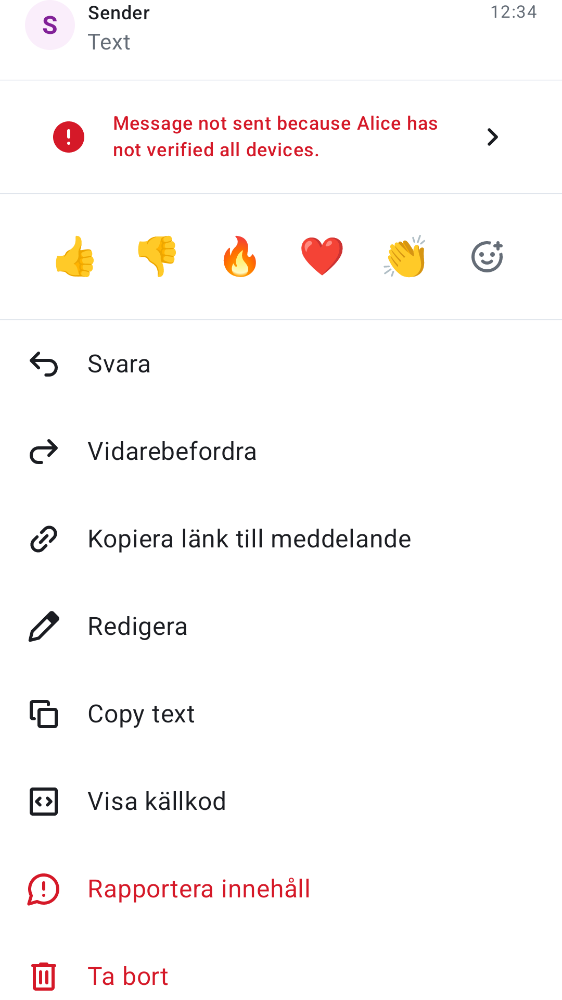 S
Sender
12:34
Text
Message not sent because Alice has
not verified all devices.
Svara
Vidarebefordra
Kopiera länk till meddelande
Redigera
Copy text
Visa källkod
Rapportera innehåll
Ta bort